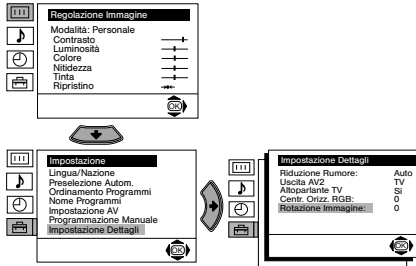 Regolazione Immagine
Modalità: Personale
Contrasto
Luminosità
Colore
Nitidezza
Tinta
Ripristino
OK
Impostazione
Lingua/Nazione
Preselezione Autom.
Ordinamento Programmi
Nome Programmi
Impostazione AV
Programmazione Manuale
Impostazione Dettagli
OK
Impostazione Dettagli
Riduzione Rumore: Auto
Uscita AV2 TV
Altoparlante TV Si
Centr. Orizz. RGB: 0
Rotazione Immagine: 0
OK